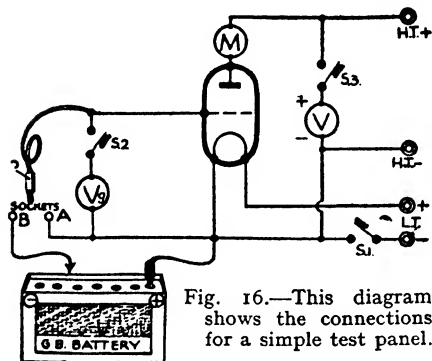 M
H.T.+
S.3.
+
V
−
S.2
Vg
H.T.-
SOCKETS
B A
+
L.T.
−
S.1.
− +
G.B. BATTERY
Fig. 16.—This diagram
shows the connections
for a simple test panel.